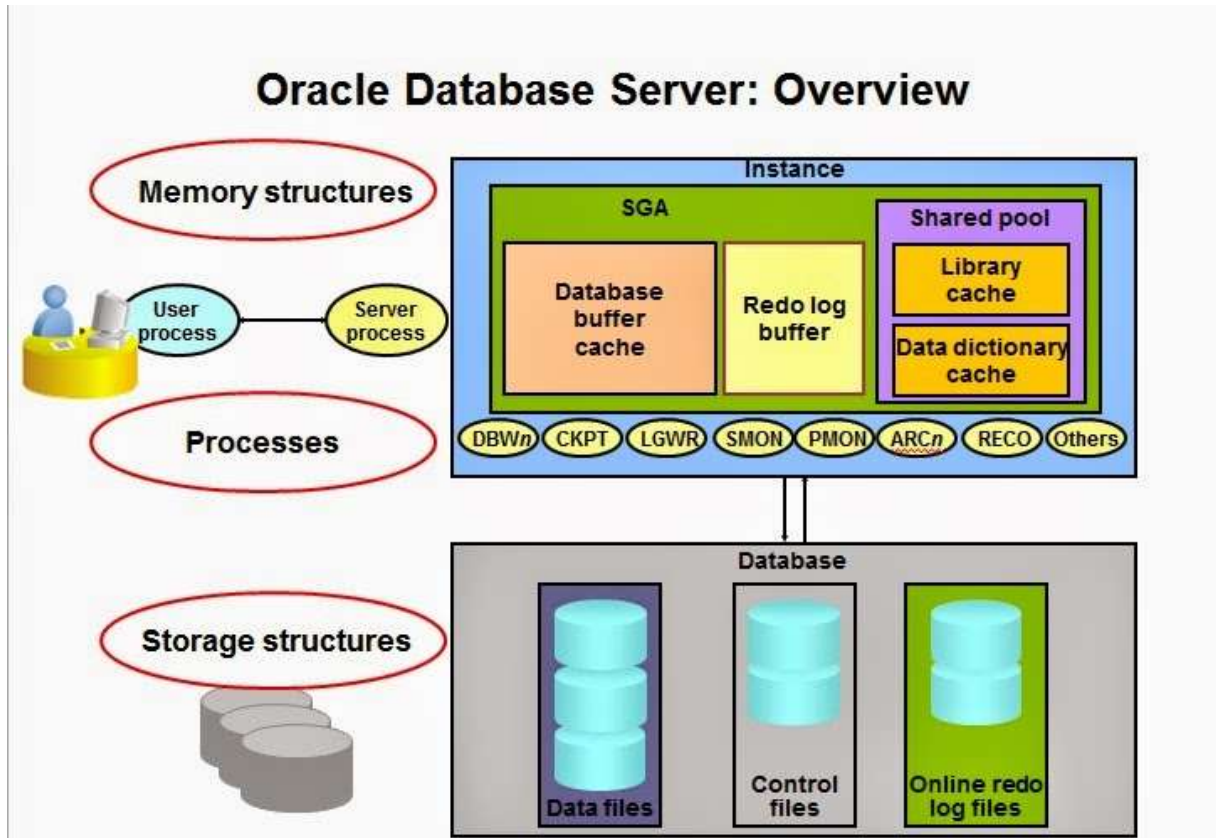 Oracle Database Server: Overview
Memory structures
Instance
SGA
Shared pool
Library
cache
Database
buffer
cache
Redo log
buffer
Data dictionary
cache
User
process
Server
process
Processes
DBWn
CKPT
LGWR
SMON
PMON
ARCn
RECO
Others
Database
Storage structures
Data files
Control
files
Online redo
log files